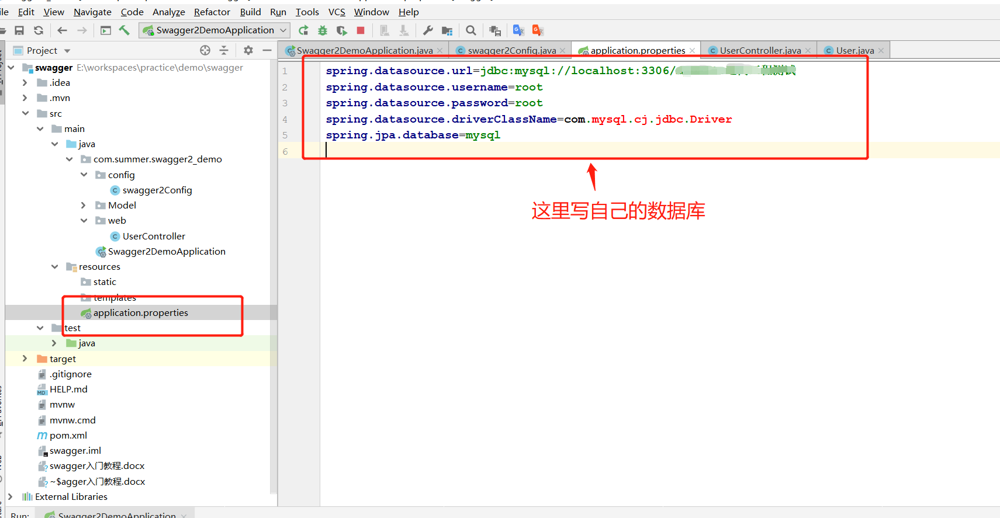 Edit View Navigate Code Analyze Refactor Build Run Tools VCS Window Help
Swagger2DemoApplication
Project
Swagger2DemoApplication.java
swagger2Config.java
application.properties
UserController.java
User.java
swagger E:\workspaces\practice\demo\swagger
.idea
.mvn
src
main
java
com.summer.swagger2_demo
config
swagger2Config
Model
web
UserController
Swagger2DemoApplication
resources
static
templates
application.properties
test
java
target
.gitignore
HELP.md
mvnw
mvnw.cmd
pom.xml
swagger.iml
swagger入门教程.docx
~$agger入门教程.docx
External Libraries
1 spring.datasource.url=jdbc:mysql://localhost:3306/
2 spring.datasource.username=root
3 spring.datasource.password=root
4 spring.datasource.driverClassName=com.mysql.cj.jdbc.Driver
5 spring.jpa.database=mysql
6
这里写自己的数据库
Run: Swagger2DemoApplication